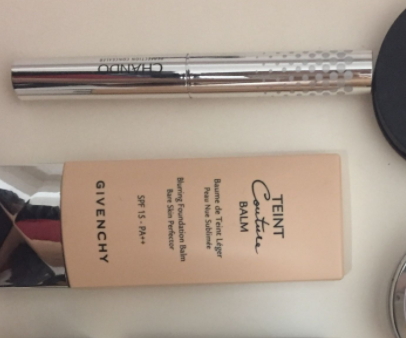 CHANDO
TEINT
Couture
BALM
Baume de Teint Léger
Peau Nue Sublimée
Blurring Foundation Balm
Bare Skin Perfector
SPF 15 - PA++
GIVENCHY